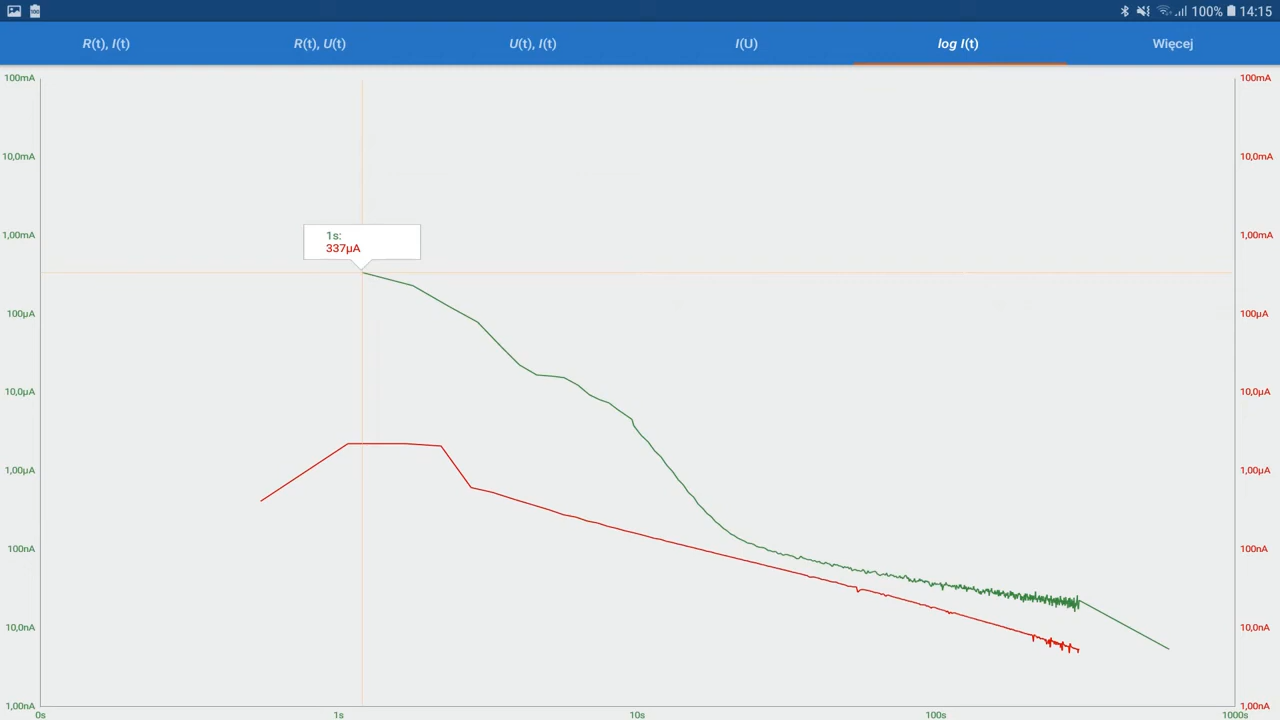 100% 14:15
R(t), I(t) R(t), U(t) U(t), I(t) I(U) log I(t) Więcej
100mA 100mA
10,0mA 10,0mA
1,00mA 1,00mA
1s:
337µA
100µA 100µA
10,0µA 10,0µA
1,00µA 1,00µA
100nA 100nA
10,0nA 10,0nA
1,00nA 1,00nA
0s 1s 10s 100s 1000s